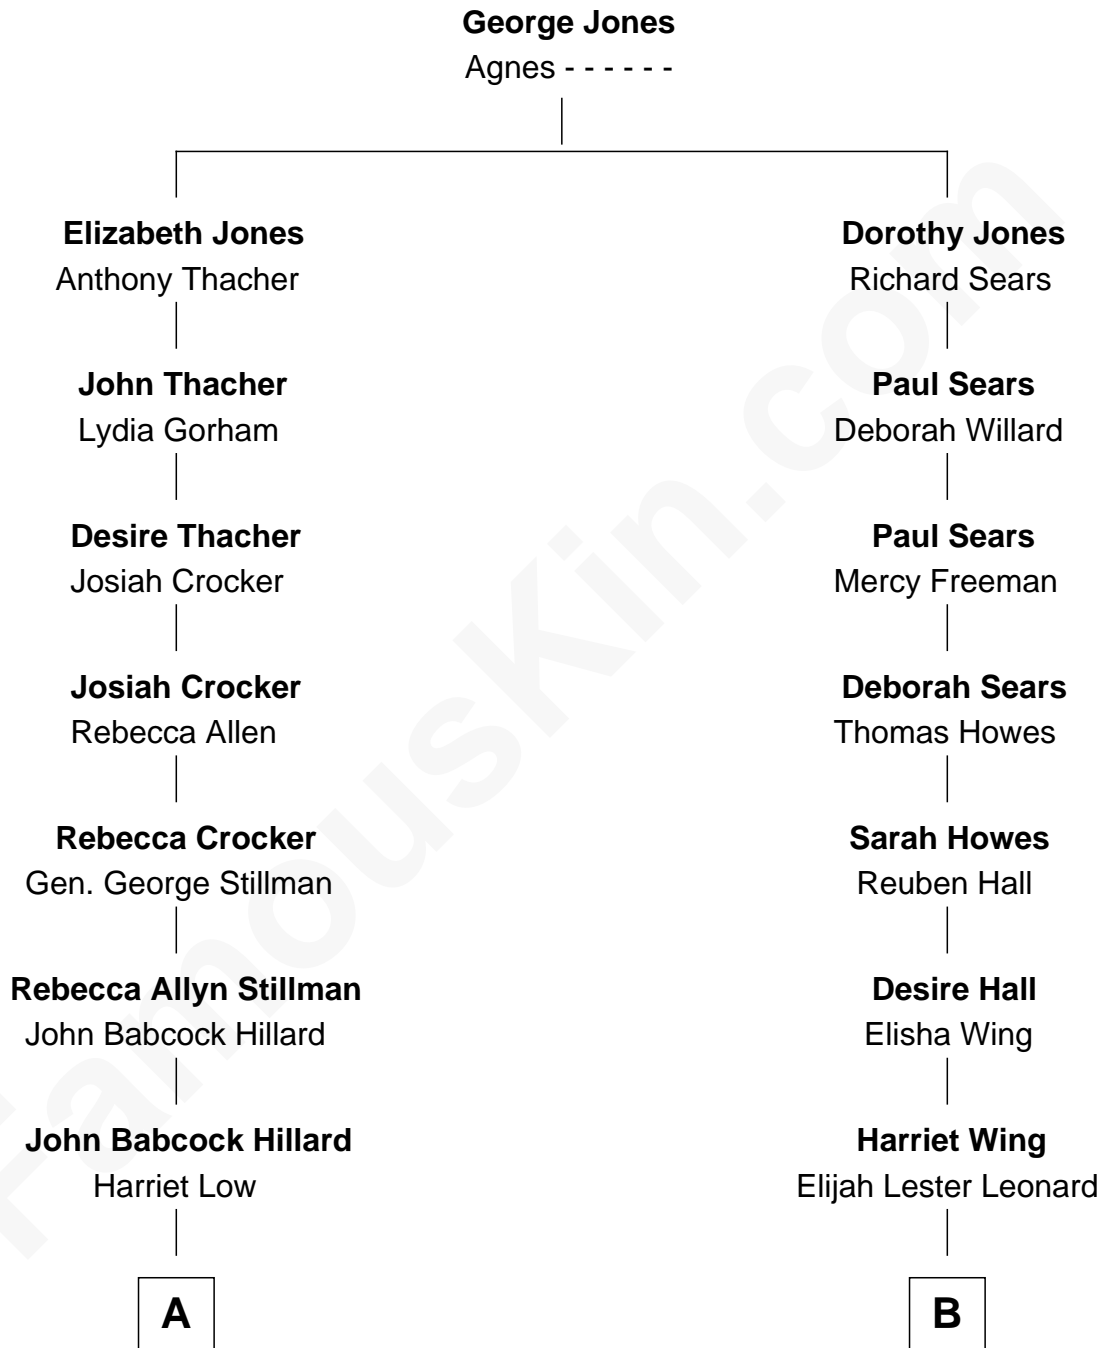 George Jones
Agnes - - - - - -
Elizabeth Jones
Anthony Thacher
Dorothy Jones
Richard Sears
John Thacher
Lydia Gorham
Paul Sears
Deborah Willard
Desire Thacher
Josiah Crocker
Paul Sears
Mercy Freeman
Josiah Crocker
Rebecca Allen
Deborah Sears
Thomas Howes
Rebecca Crocker
Gen. George Stillman
Sarah Howes
Reuben Hall
Rebecca Allyn Stillman
John Babcock Hillard
Desire Hall
Elisha Wing
John Babcock Hillard
Harriet Low
Harriet Wing
Elijah Lester Leonard
A
B
FamousKin.com